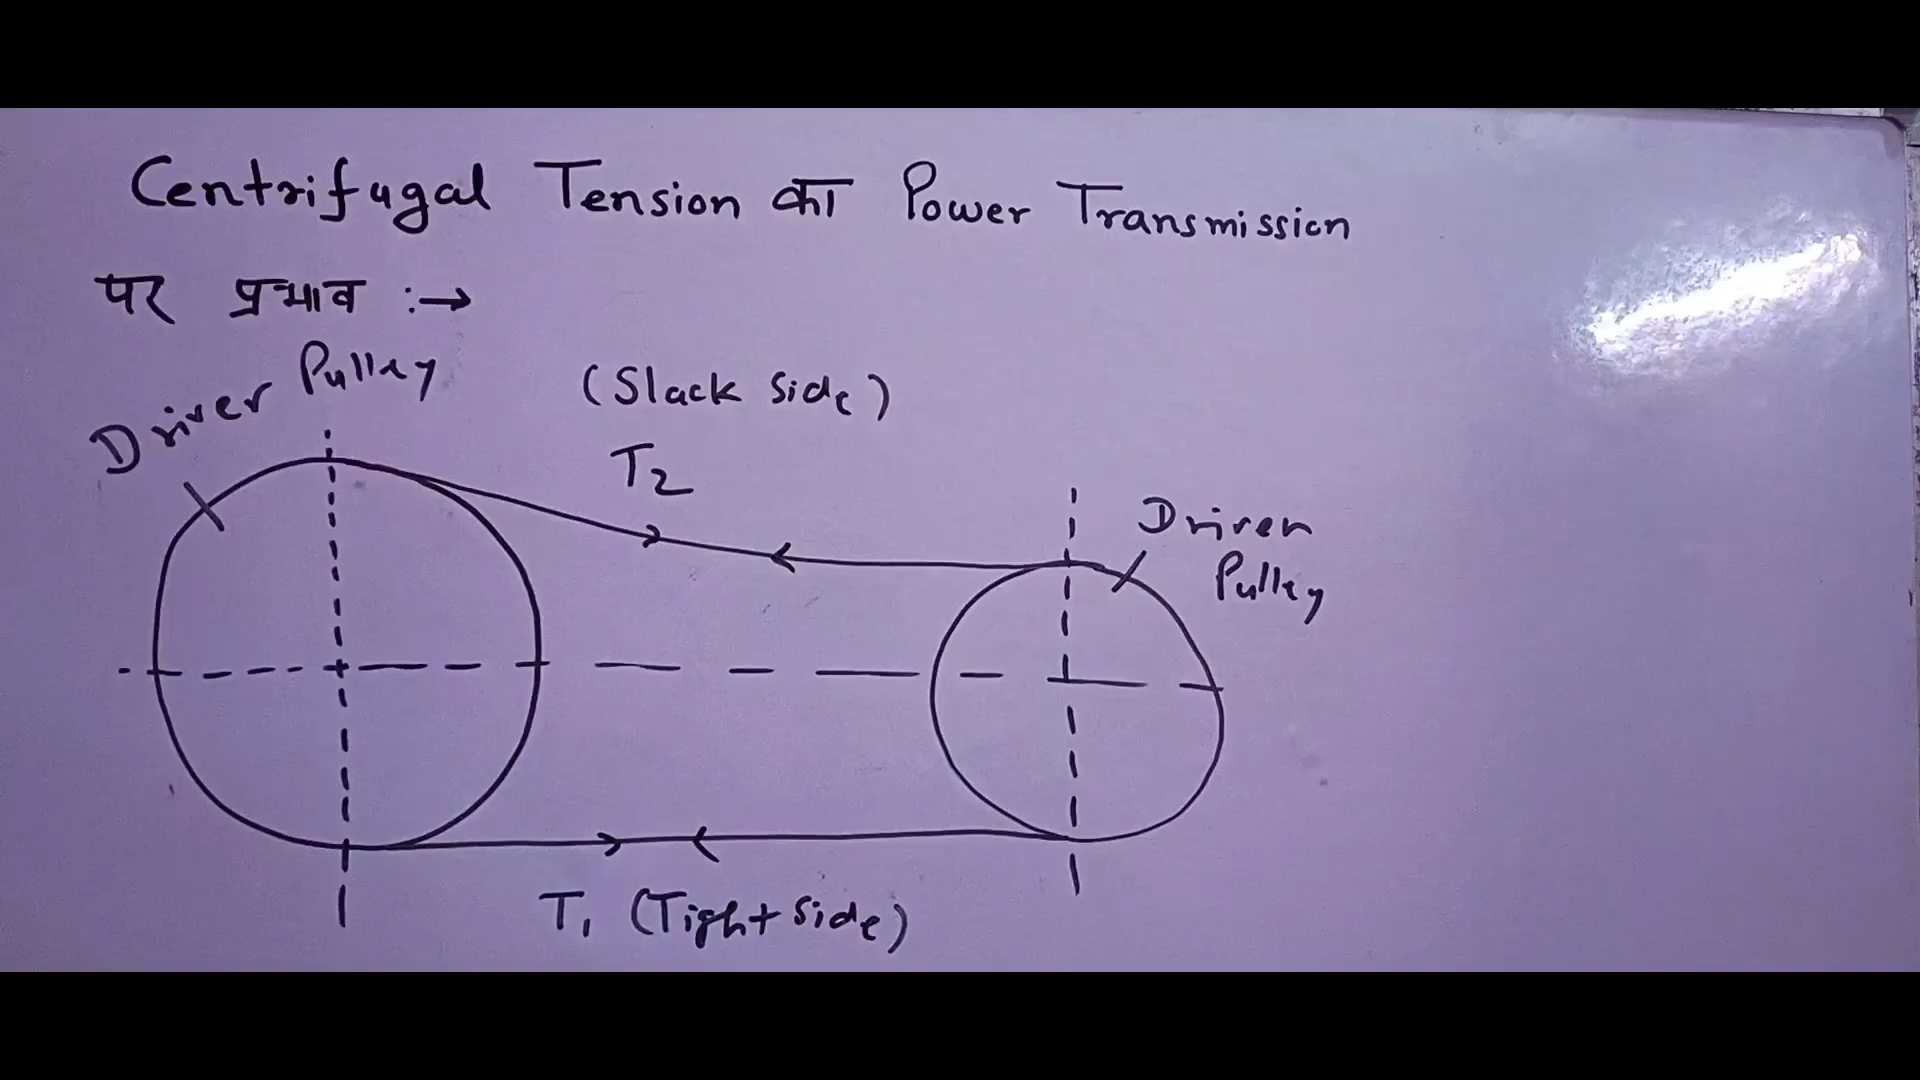 Centrifugal Tension का Power Transmission
पर प्रभाव :→
Driver Pulley
(Slack side)
T2
Driven
Pulley
T1 (Tight side)